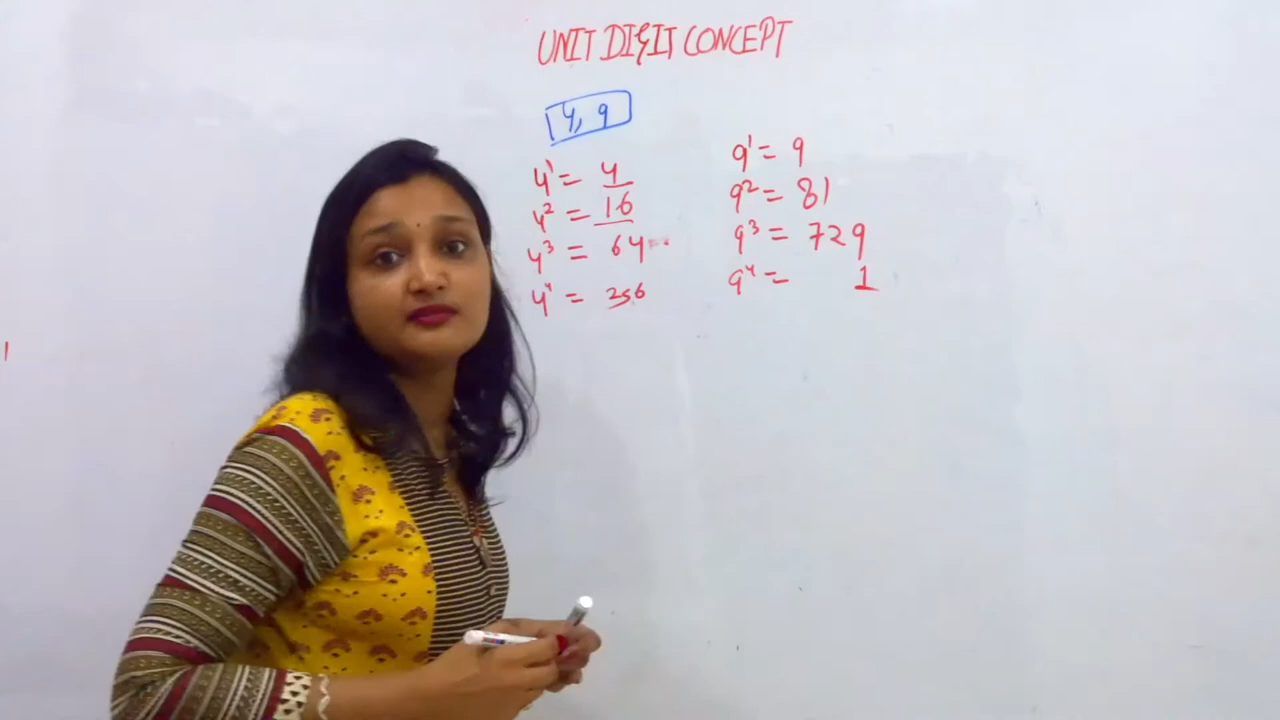 UNIT DIGIT CONCEPT
4, 9
4¹ = 4
4² = 16
4³ = 64
4⁴ = 256
9¹ = 9
9² = 81
9³ = 729
9⁴ = 1